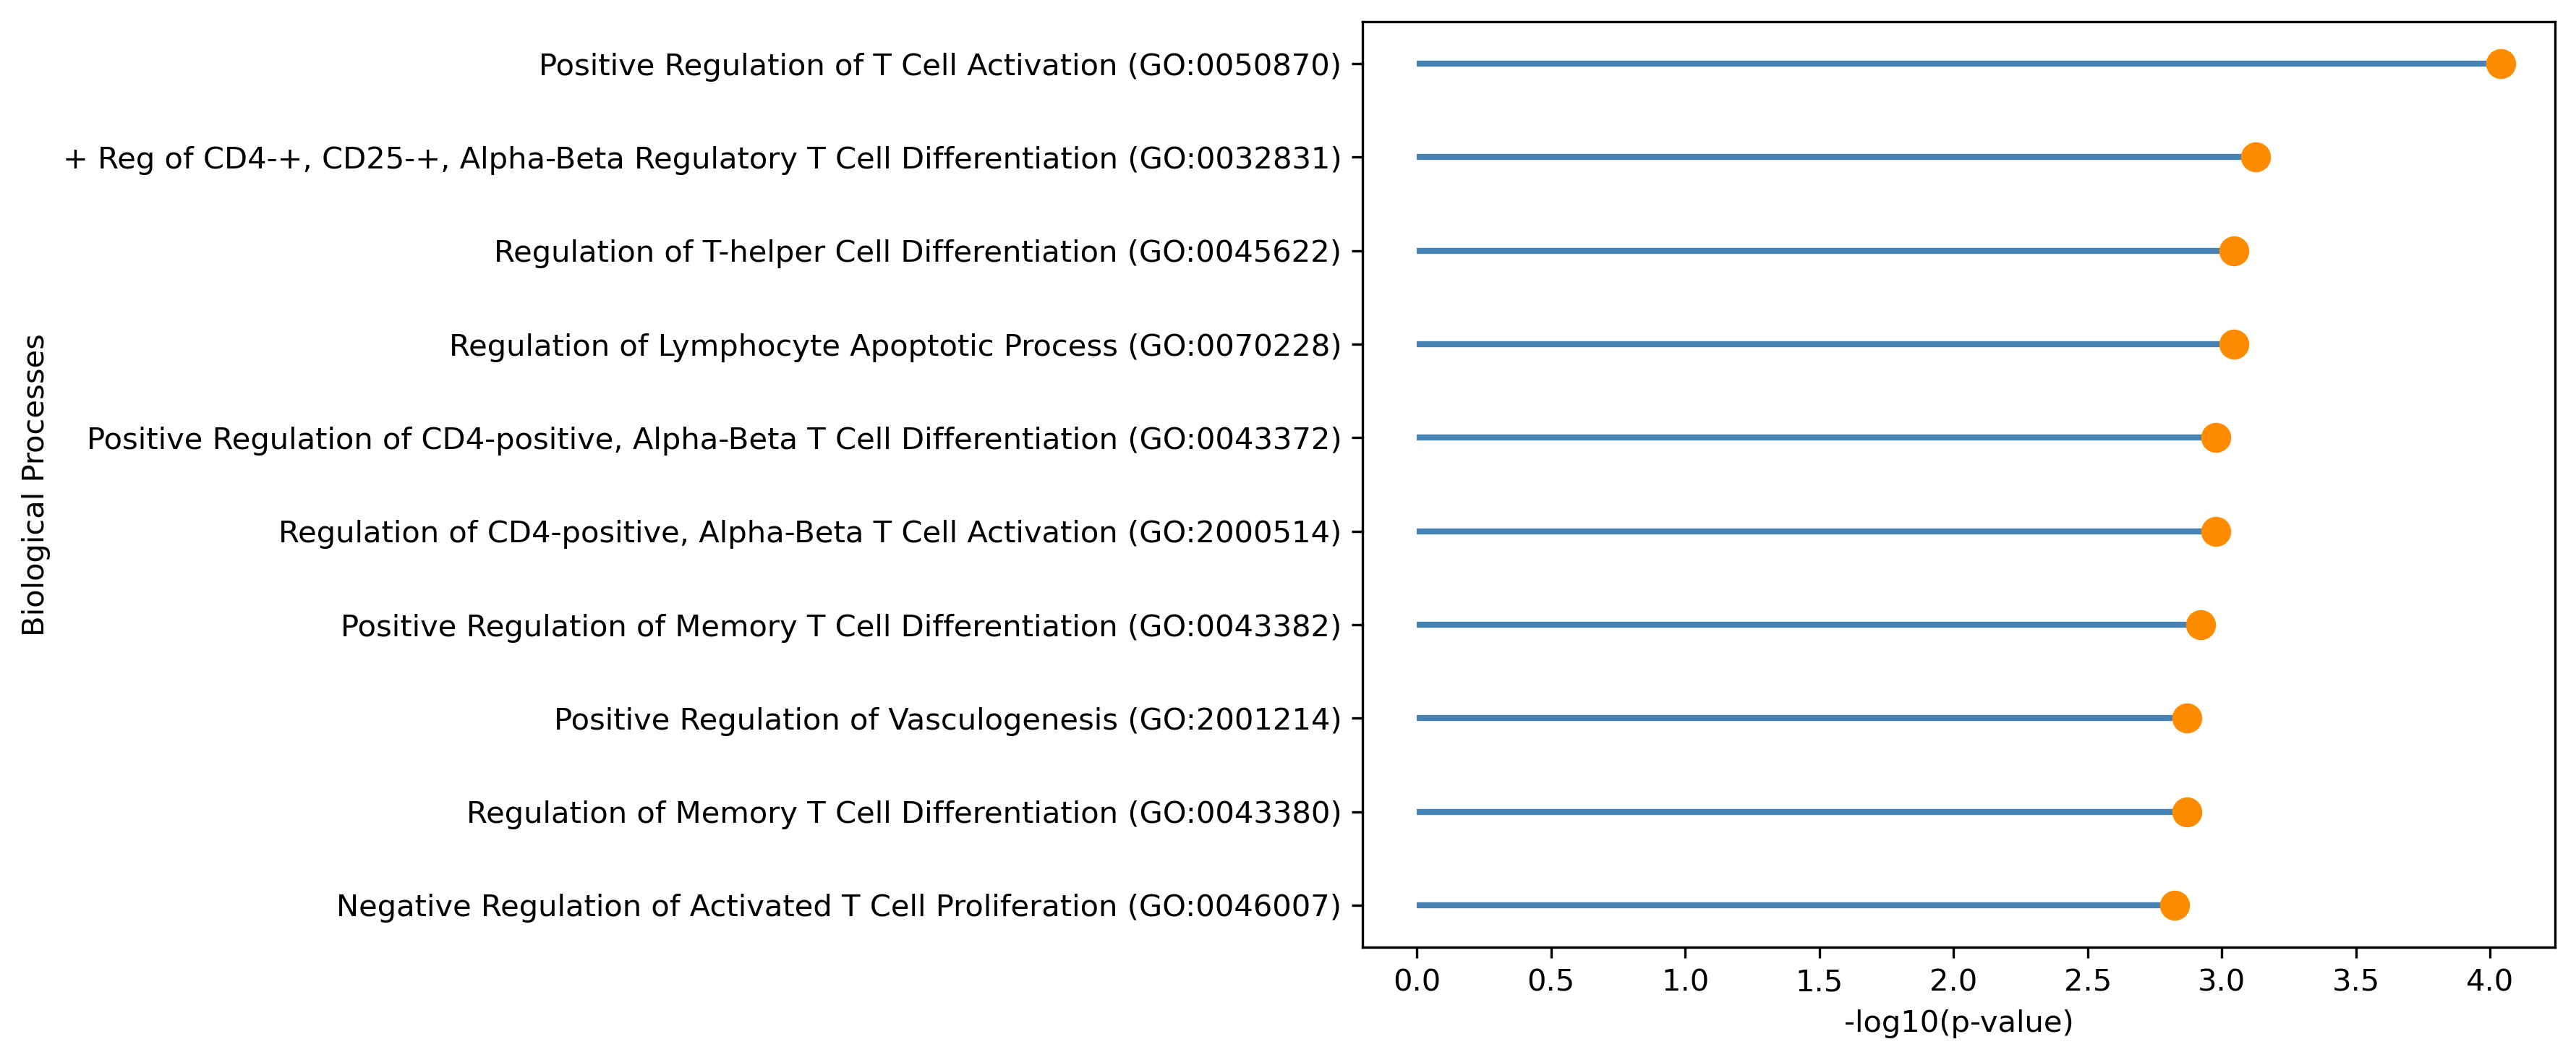 Positive Regulation of T Cell Activation (GO:0050870)
+ Reg of CD4-+, CD25-+, Alpha-Beta Regulatory T Cell Differentiation (GO:0032831)
Regulation of T-helper Cell Differentiation (GO:0045622)
Regulation of Lymphocyte Apoptotic Process (GO:0070228)
Positive Regulation of CD4-positive, Alpha-Beta T Cell Differentiation (GO:0043372)
Regulation of CD4-positive, Alpha-Beta T Cell Activation (GO:2000514)
Positive Regulation of Memory T Cell Differentiation (GO:0043382)
Positive Regulation of Vasculogenesis (GO:2001214)
Regulation of Memory T Cell Differentiation (GO:0043380)
Negative Regulation of Activated T Cell Proliferation (GO:0046007)
Biological Processes
0.0 0.5 1.0 1.5 2.0 2.5 3.0 3.5 4.0
-log10(p-value)